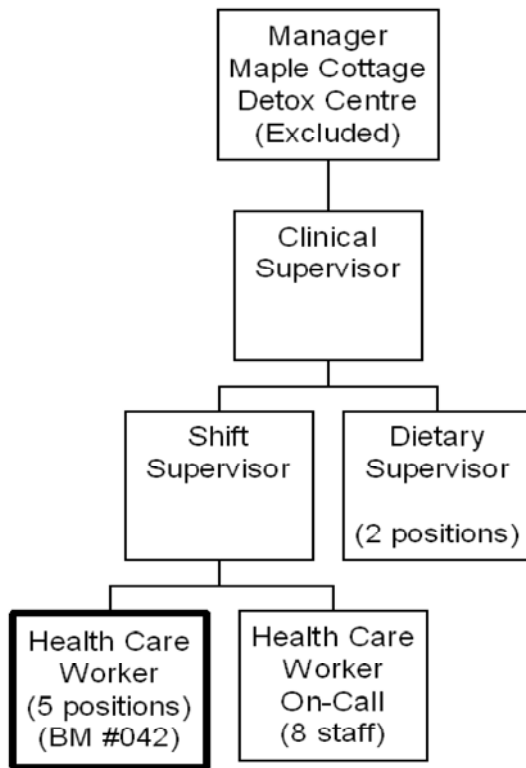 Manager
Maple Cottage
Detox Centre
(Excluded)
Clinical
Supervisor
Shift
Supervisor
Dietary
Supervisor
(2 positions)
Health Care
Worker
(5 positions)
(BM #042)
Health Care
Worker
On-Call
(8 staff)